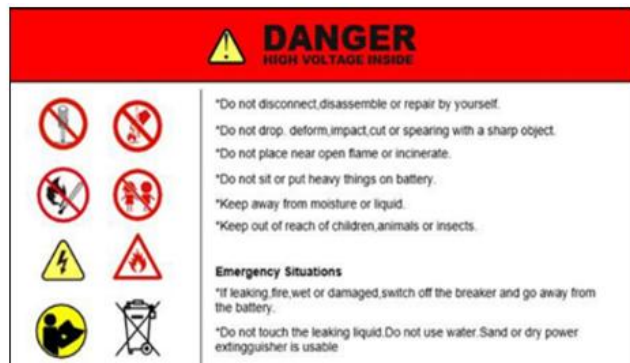 DANGER
HIGH VOLTAGE INSIDE
*Do not disconnect,disassemble or repair by yourself.
*Do not drop. deform,impact,cut or spearing with a sharp object.
*Do not place near open flame or incinerate.
*Do not sit or put heavy things on battery.
*Keep away from moisture or liquid.
*Keep out of reach of children,animals or insects.
Emergency Situations
*If leaking,fire,wet or damaged,switch off the breaker and go away from
the battery.
*Do not touch the leaking liquid.Do not use water.Sand or dry power
extingguisher is usable